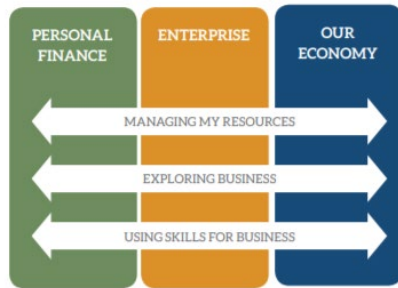 PERSONAL
FINANCE
ENTERPRISE
OUR
ECONOMY
MANAGING MY RESOURCES
EXPLORING BUSINESS
USING SKILLS FOR BUSINESS